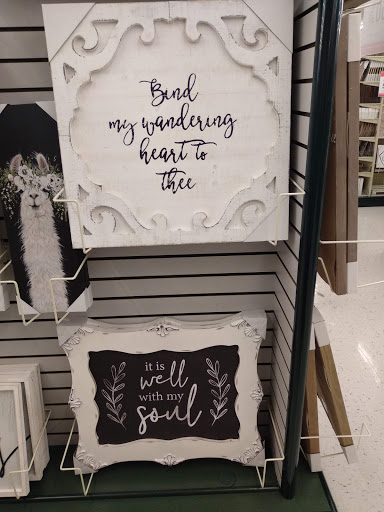 Bind
my wandering
heart to
thee
it is
well
with my
soul